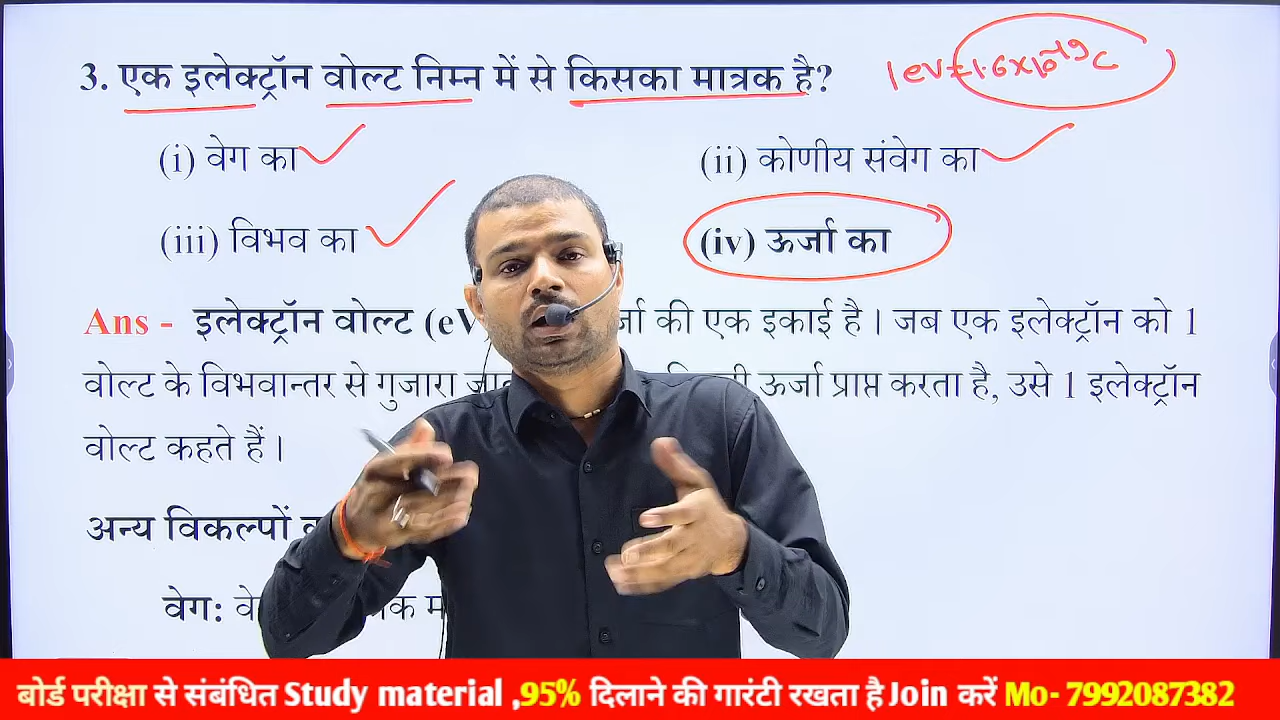 3. एक इलेक्ट्रॉन वोल्ट निम्न में से किसका मात्रक है?
1eV=1.6×10⁻¹⁹C
(i) वेग का
(ii) कोणीय संवेग का
(iii) विभव का
(iv) ऊर्जा का
Ans - इलेक्ट्रॉन वोल्ट (eV की एक इकाई है । जब एक इलेक्ट्रॉन को 1
वोल्ट के विभवान्तर से गुजारा ऊर्जा प्राप्त करता है, उसे 1 इलेक्ट्रॉन
वोल्ट कहते हैं ।
अन्य विकल्पों
वेग:
बोर्ड परीक्षा से संबंधित Study material ,95% दिलाने की गारंटी रखता है Join करें Mo- 7992087382